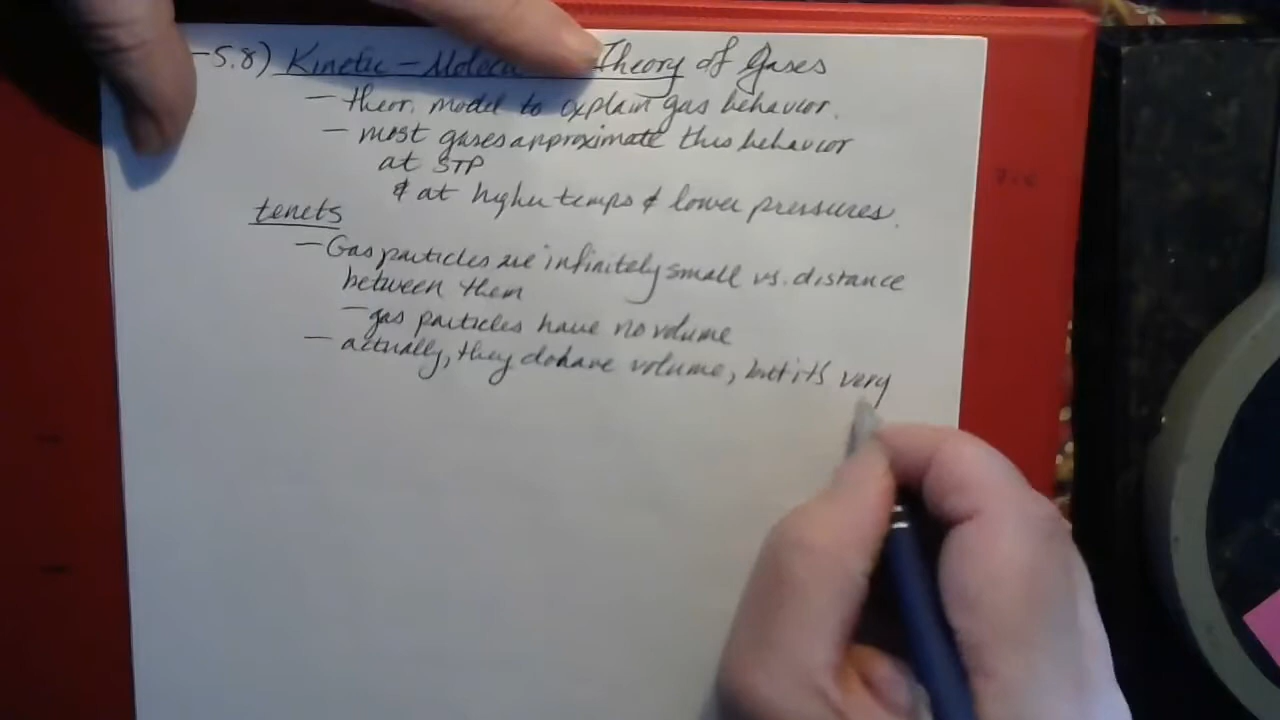 -5.8) Kinetic - Molecu Theory of Gases
- theor. model to explain gas behavior.
- most gases approximate this behavior
at STP
& at higher temps & lower pressures.
tenets
- Gas particles are infinitely small vs. distance
between them
- gas particles have no volume
- actually, they do have volume, but it's very